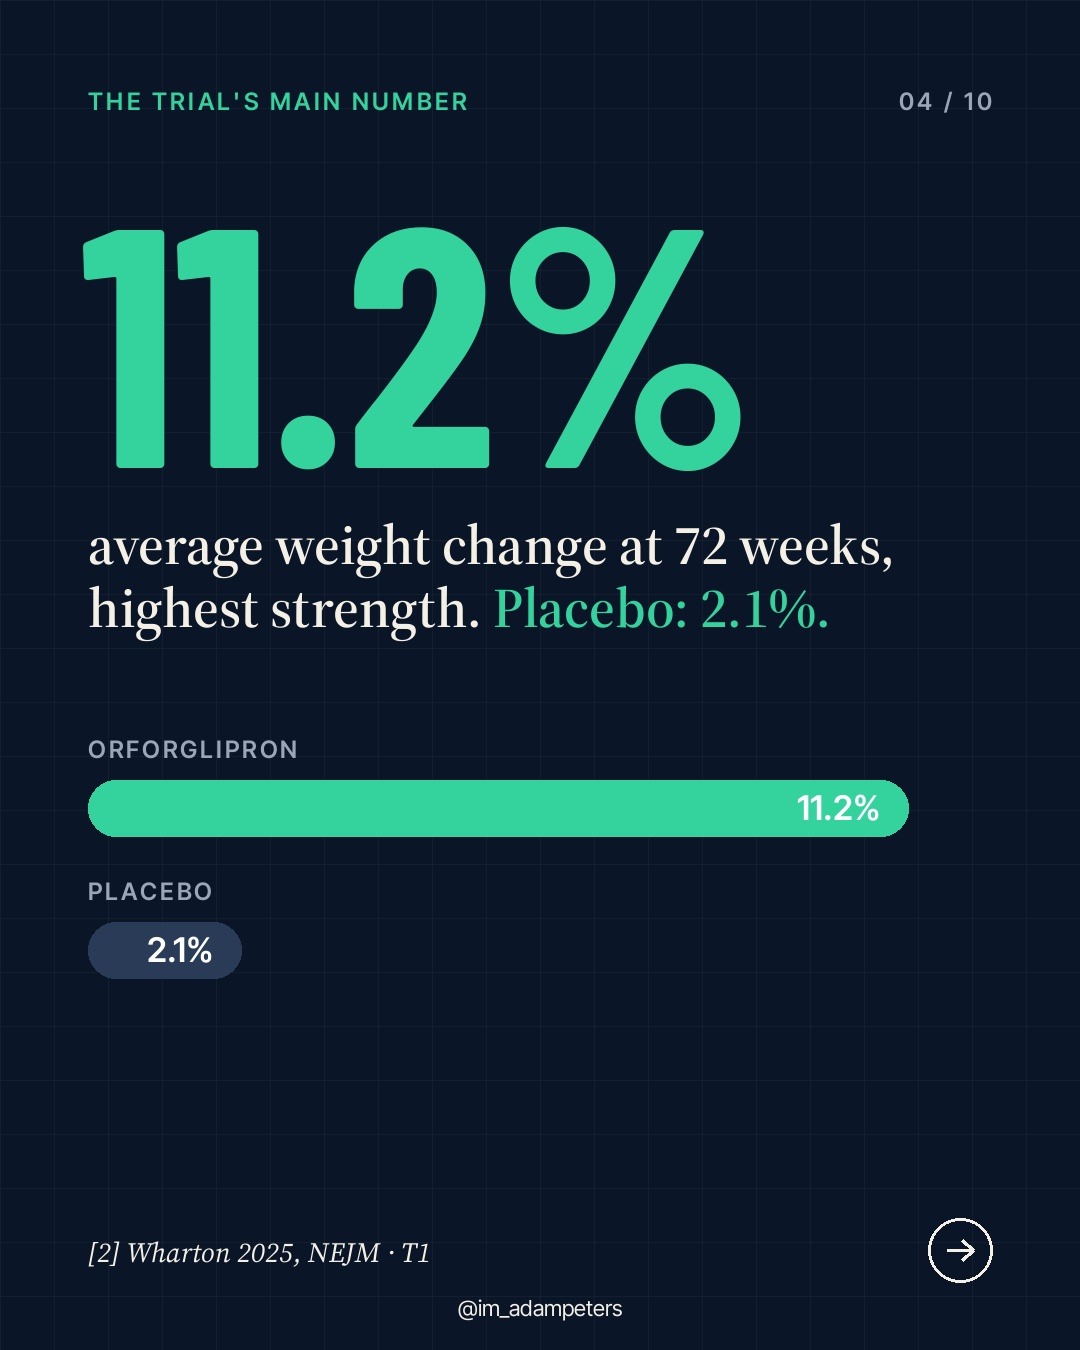 THE TRIAL'S MAIN NUMBER
04 / 10
11.2%
average weight change at 72 weeks,
highest strength. Placebo: 2.1%.
ORFORGLIPRON
11.2%
PLACEBO
2.1%
[2] Wharton 2025, NEJM · T1
@im_adampeters